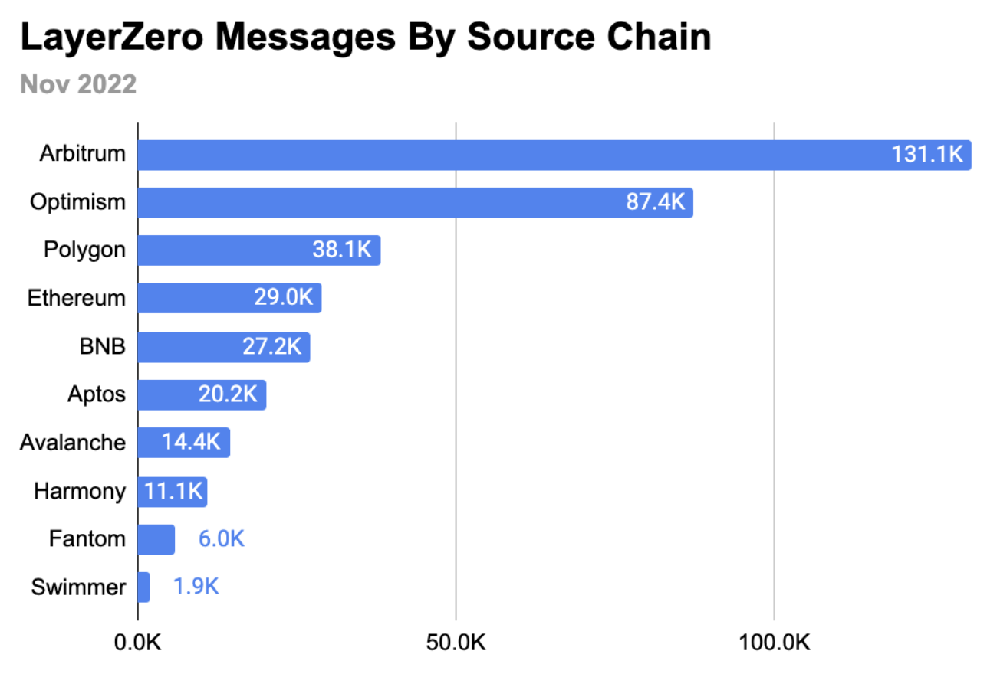 LayerZero Messages By Source Chain
Nov 2022
Arbitrum 131.1K
Optimism 87.4K
Polygon 38.1K
Ethereum 29.0K
BNB 27.2K
Aptos 20.2K
Avalanche 14.4K
Harmony 11.1K
Fantom 6.0K
Swimmer 1.9K
0.0K 50.0K 100.0K